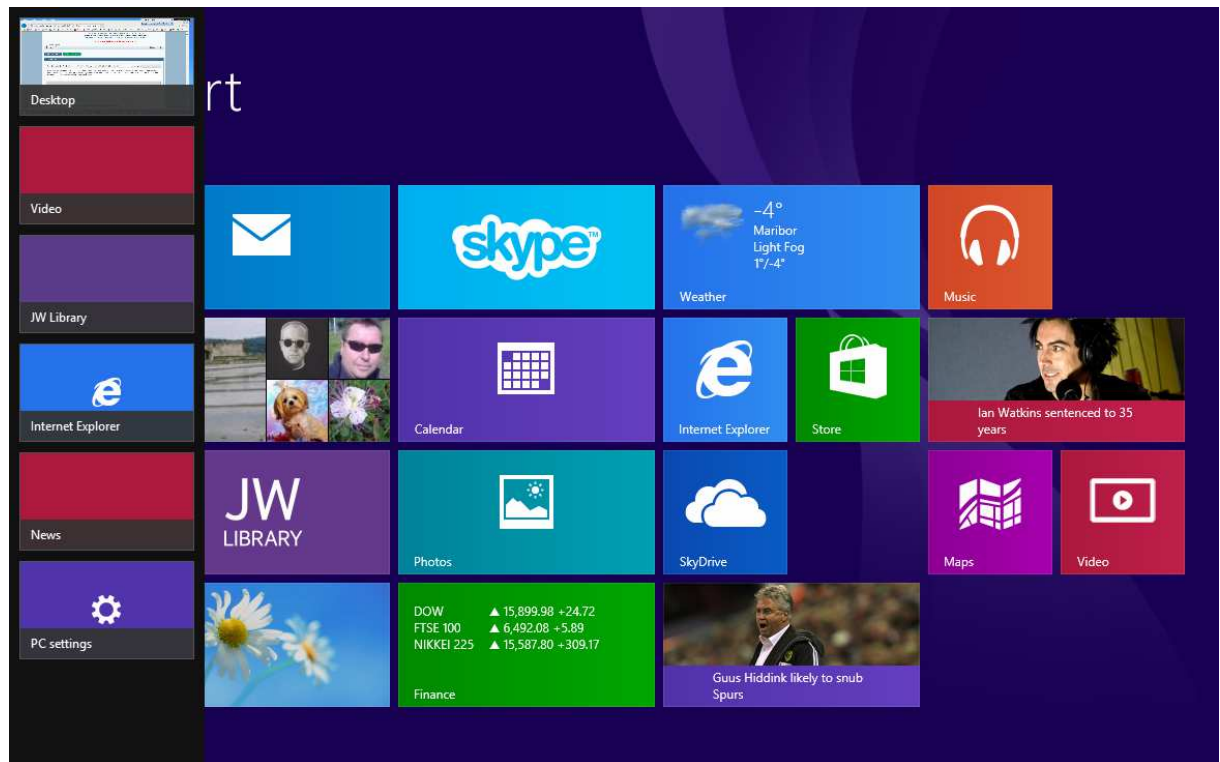 Desktop
Video
JW Library
Internet Explorer
News
PC settings
rt
skype™
-4°
Maribor
Light Fog
1°/-4°
Weather
Music
Calendar
Internet Explorer
Store
Ian Watkins sentenced to 35
years
JW
LIBRARY
Photos
SkyDrive
Maps
Video
DOW ▲ 15,899.98 +24.72
FTSE 100 ▲ 6,492.08 +5.89
NIKKEI 225 ▲ 15,587.80 +309.17
Finance
Guus Hiddink likely to snub
Spurs